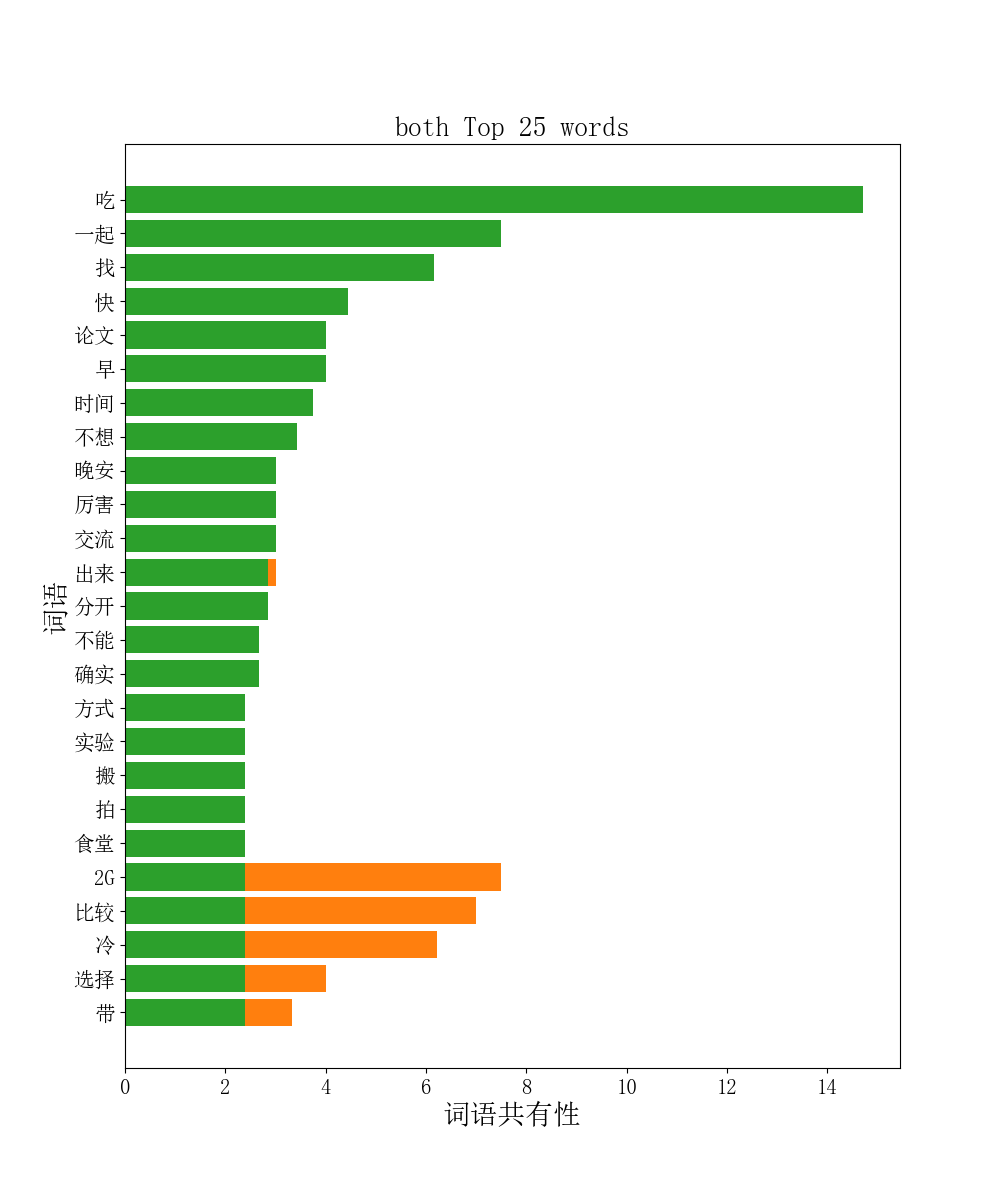 both Top 25 words
吃
一起
找
快
论文
早
时间
不想
晚安
厉害
交流
出来
分开
不能
确实
方式
实验
搬
拍
食堂
2G
比较
冷
选择
带
词语
0 2 4 6 8 10 12 14
词语共有性